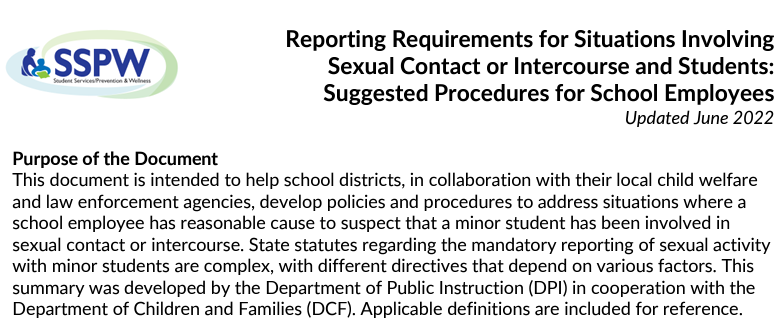 SSPW
Student Services/Prevention & Wellness
Reporting Requirements for Situations Involving
Sexual Contact or Intercourse and Students:
Suggested Procedures for School Employees
Updated June 2022
Purpose of the Document
This document is intended to help school districts, in collaboration with their local child welfare
and law enforcement agencies, develop policies and procedures to address situations where a
school employee has reasonable cause to suspect that a minor student has been involved in
sexual contact or intercourse. State statutes regarding the mandatory reporting of sexual activity
with minor students are complex, with different directives that depend on various factors. This
summary was developed by the Department of Public Instruction (DPI) in cooperation with the
Department of Children and Families (DCF). Applicable definitions are included for reference.